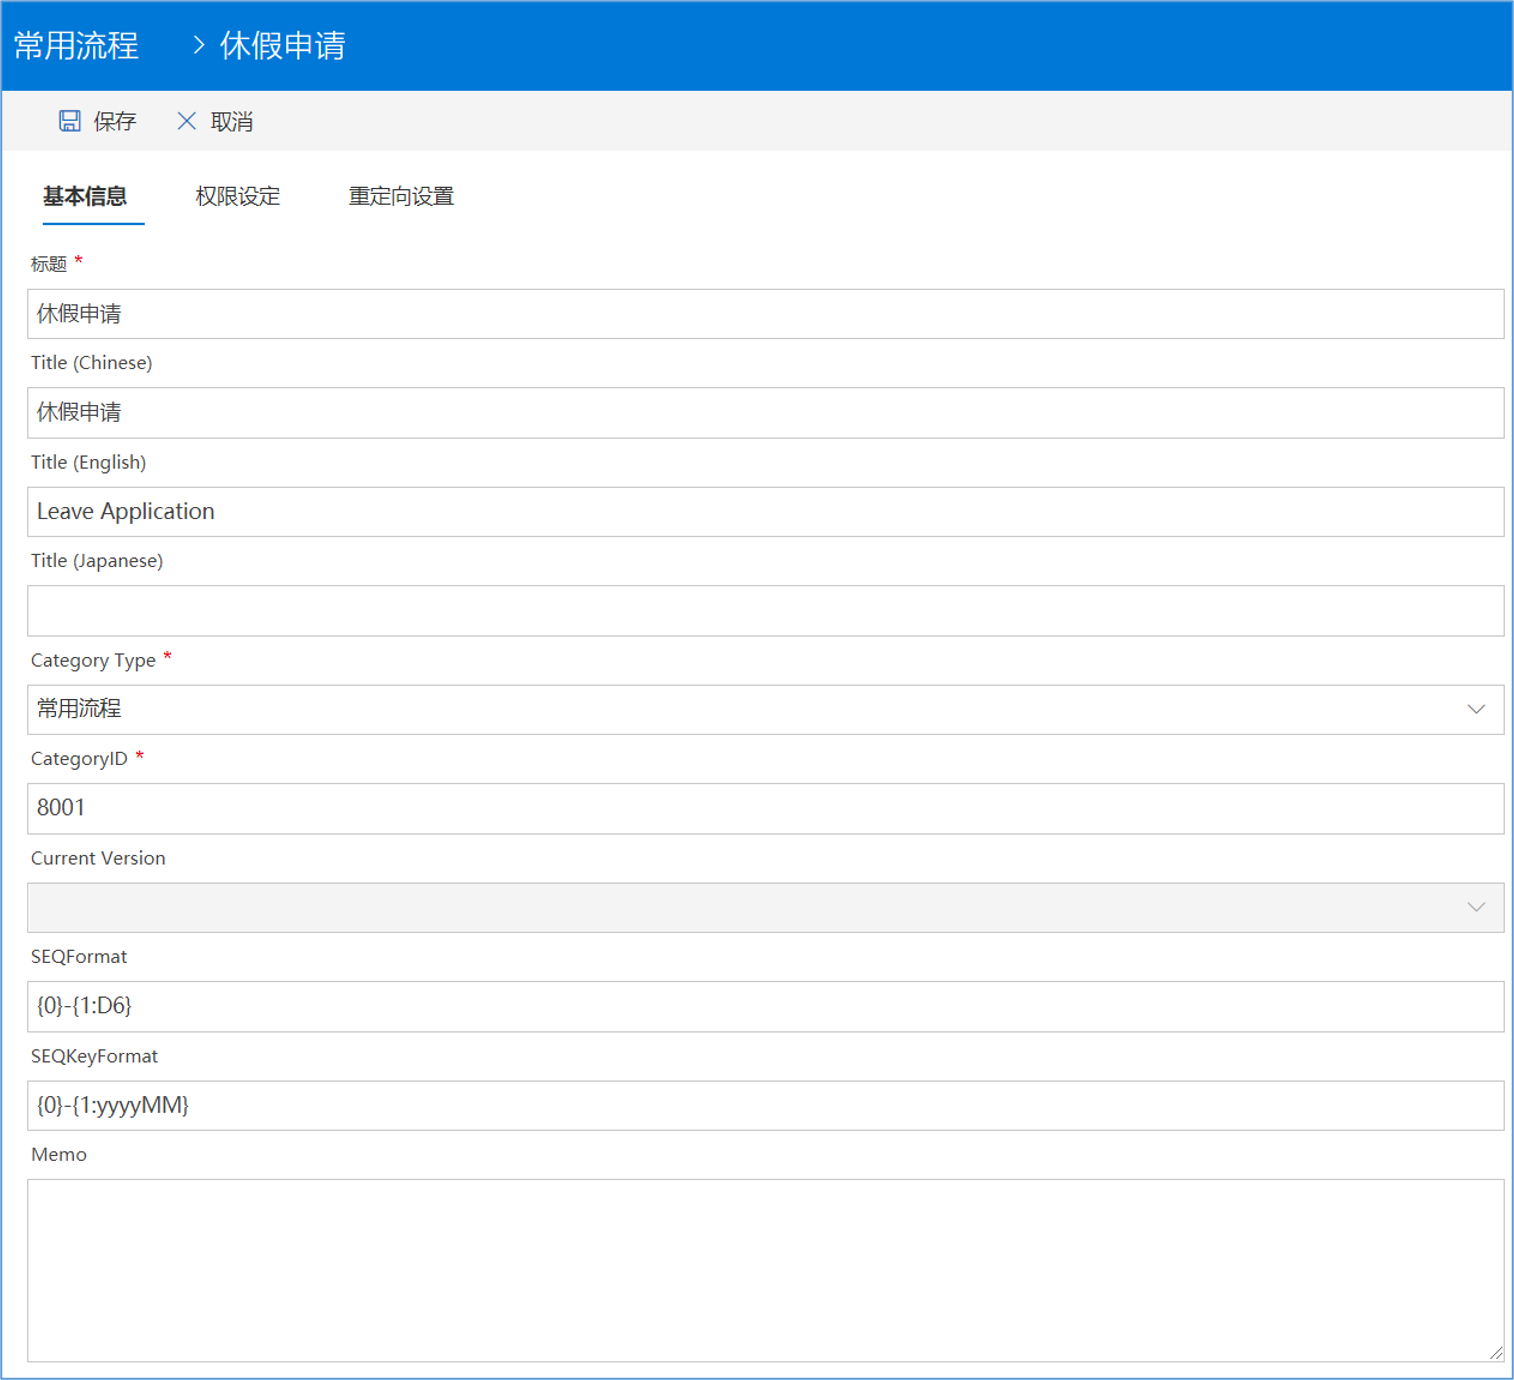 常用流程 > 休假申请
保存 取消
基本信息 权限设定 重定向设置
标题 *
休假申请
Title (Chinese)
休假申请
Title (English)
Leave Application
Title (Japanese)
Category Type *
常用流程
CategoryID *
8001
Current Version
SEQFormat
{0}-{1:D6}
SEQKeyFormat
{0}-{1:yyyyMM}
Memo